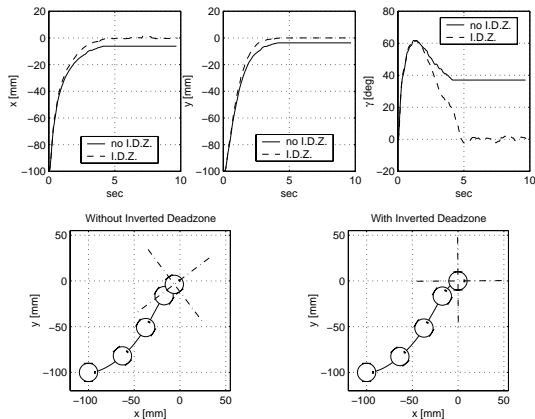 x [mm]
0
−20
−40
−60
−80
−100
0
5
10
sec
no I.D.Z.
I.D.Z.
y [mm]
0
−20
−40
−60
−80
−100
0
5
10
sec
no I.D.Z.
I.D.Z.
γ [deg]
80
60
40
20
0
−20
0
5
10
sec
no I.D.Z.
I.D.Z.
Without Inverted Deadzone
y [mm]
50
0
−50
−100
−100
−50
0
50
x [mm]
With Inverted Deadzone
y [mm]
50
0
−50
−100
−100
−50
0
50
x [mm]